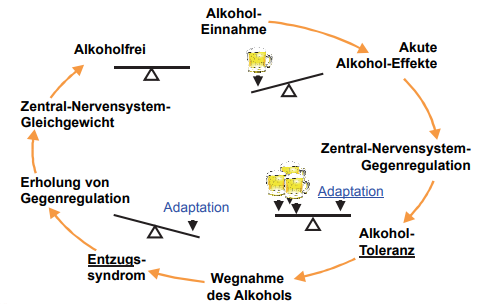 Alkohol-
Einnahme
Akute
Alkohol-Effekte
Zentral-Nervensystem-
Gegenregulation
Adaptation
Alkohol-
Toleranz
Wegnahme
des Alkohols
Entzugs-
syndrom
Adaptation
Erholung von
Gegenregulation
Zentral-Nervensystem-
Gleichgewicht
Alkoholfrei